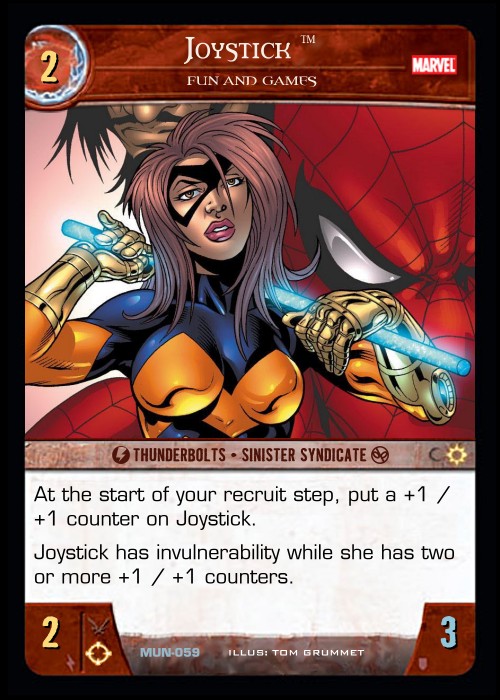 2
JOYSTICK ™
FUN AND GAMES
MARVEL
THUNDERBOLTS • SINISTER SYNDICATE
C
At the start of your recruit step, put a +1 /
+1 counter on Joystick.
Joystick has invulnerability while she has two
or more +1 / +1 counters.
2
MUN-059 ILLUS: TOM GRUMMET
3